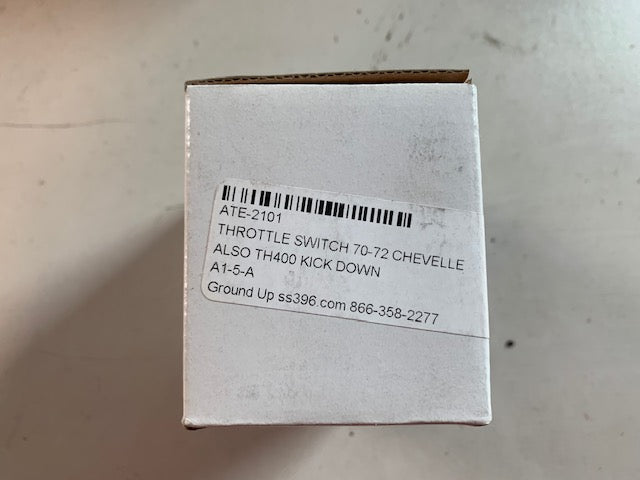 ATE-2101
THROTTLE SWITCH 70-72 CHEVELLE
ALSO TH400 KICK DOWN
A1-5-A
Ground Up ss396.com 866-358-2277